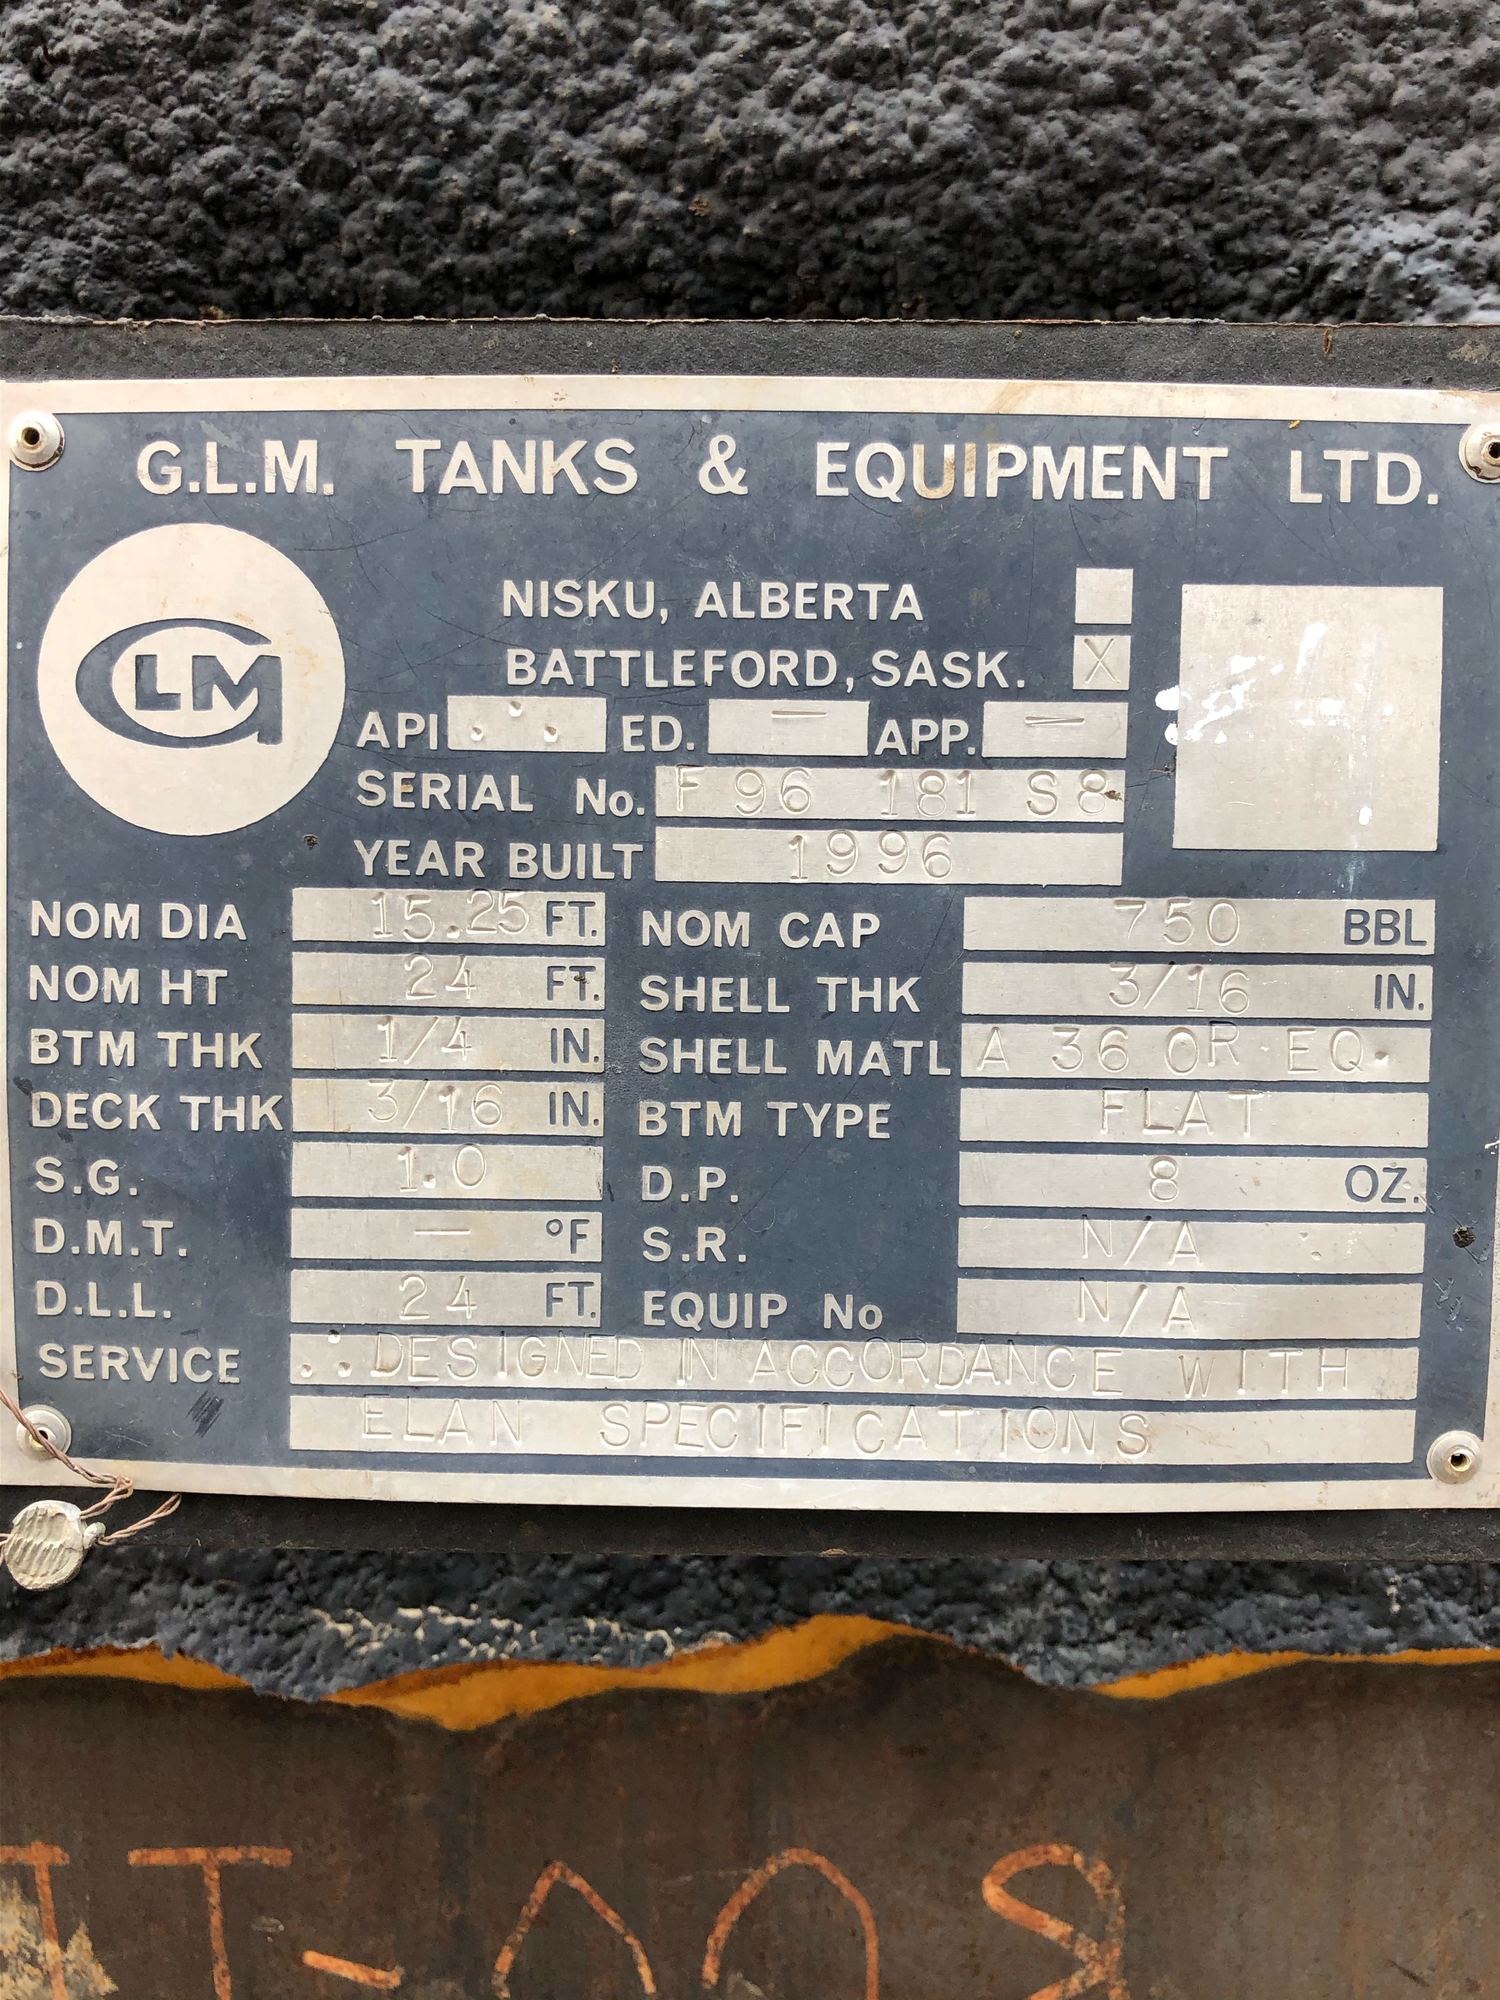 G.L.M. TANKS & EQUIPMENT LTD.
GLM
NISKU, ALBERTA
BATTLEFORD, SASK. X
API ED. — APP. —
SERIAL No. F 96 181 S8
YEAR BUILT 1996
NOM DIA 15.25 FT. NOM CAP 750 BBL
NOM HT 24 FT. SHELL THK 3/16 IN.
BTM THK 1/4 IN. SHELL MATL A 36 OR EQ.
DECK THK 3/16 IN. BTM TYPE FLAT
S.G. 1.0 D.P. 8 OZ.
D.M.T. — °F S.R. N/A
D.L.L. 24 FT. EQUIP No N/A
SERVICE ∴ DESIGNED IN ACCORDANCE WITH
ELAN SPECIFICATIONS